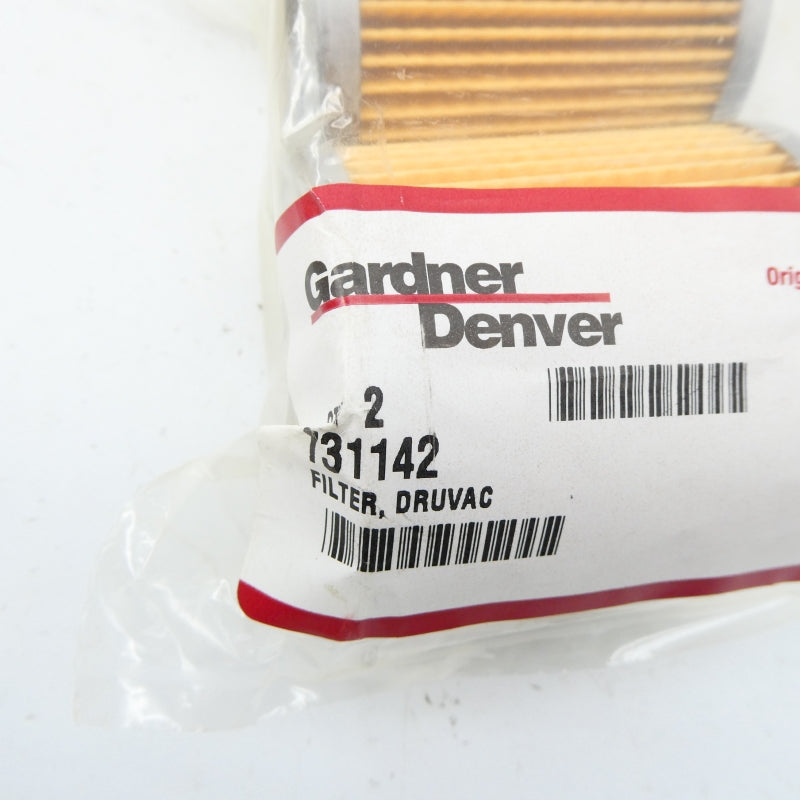 Gardner
Denver
Orig
2
731142
FILTER, DRUVAC